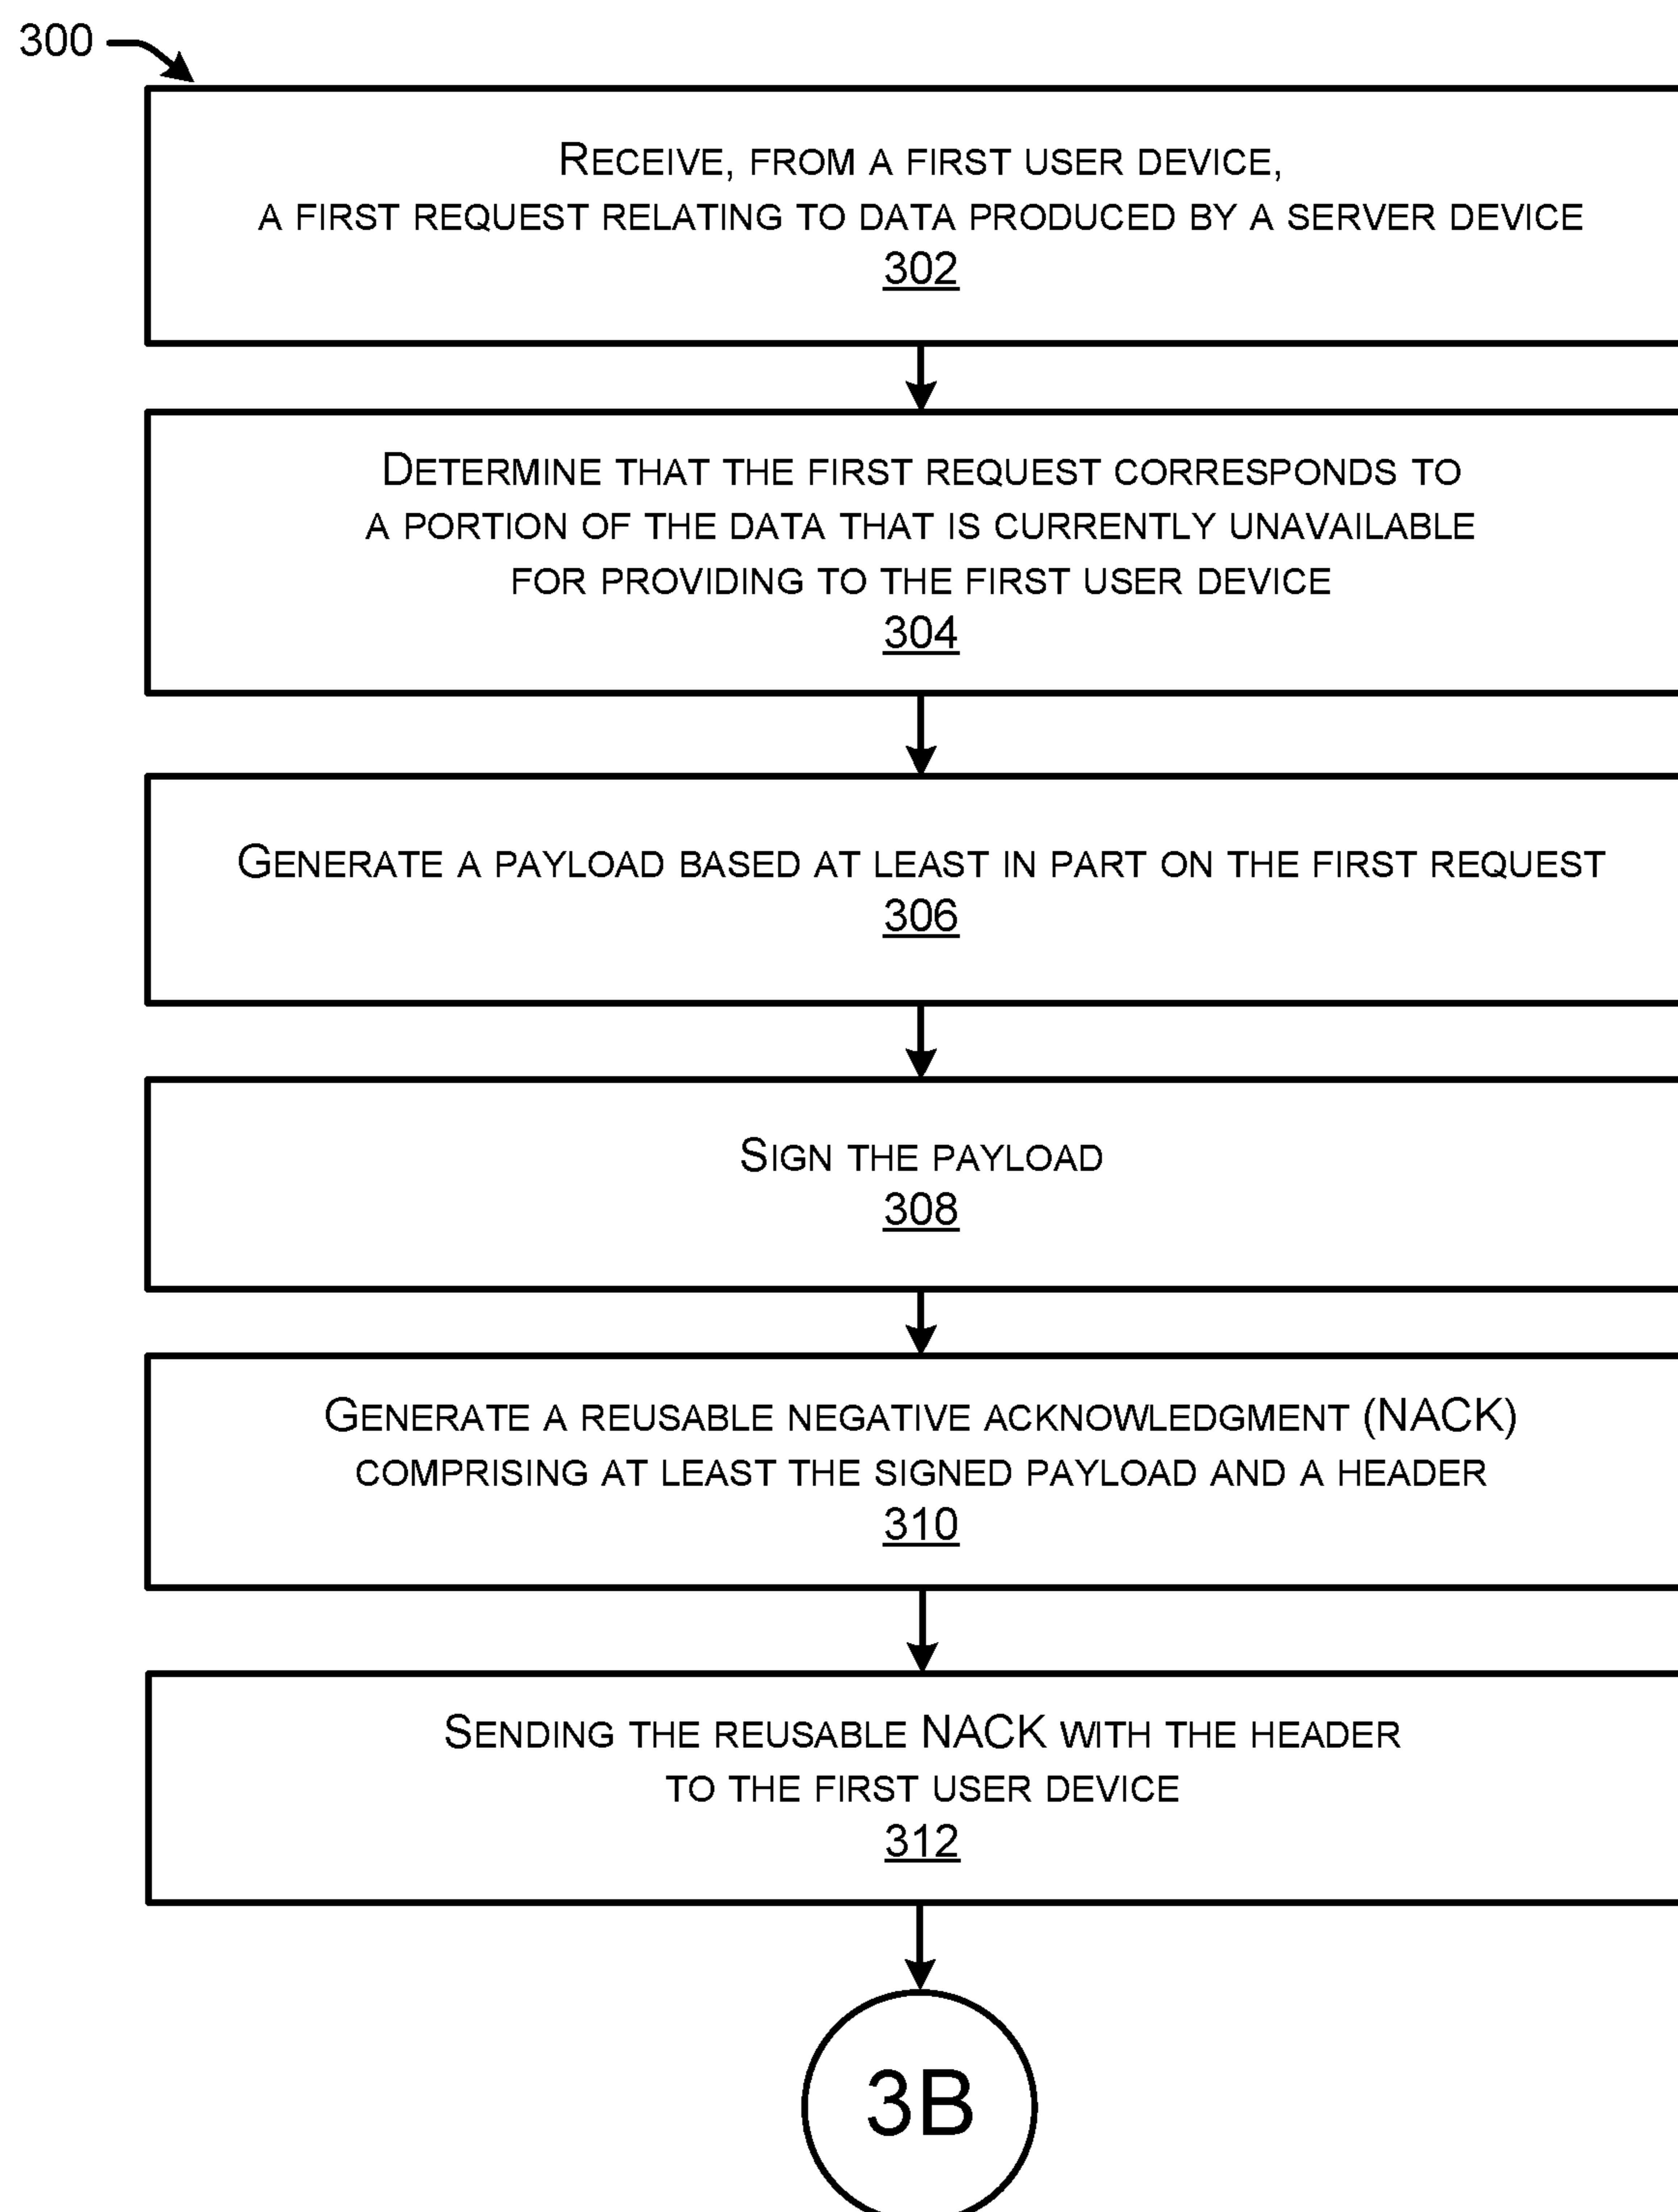 300
RECEIVE, FROM A FIRST USER DEVICE,
A FIRST REQUEST RELATING TO DATA PRODUCED BY A SERVER DEVICE
302
DETERMINE THAT THE FIRST REQUEST CORRESPONDS TO
A PORTION OF THE DATA THAT IS CURRENTLY UNAVAILABLE
FOR PROVIDING TO THE FIRST USER DEVICE
304
GENERATE A PAYLOAD BASED AT LEAST IN PART ON THE FIRST REQUEST
306
SIGN THE PAYLOAD
308
GENERATE A REUSABLE NEGATIVE ACKNOWLEDGMENT (NACK)
COMPRISING AT LEAST THE SIGNED PAYLOAD AND A HEADER
310
SENDING THE REUSABLE NACK WITH THE HEADER
TO THE FIRST USER DEVICE
312
3B